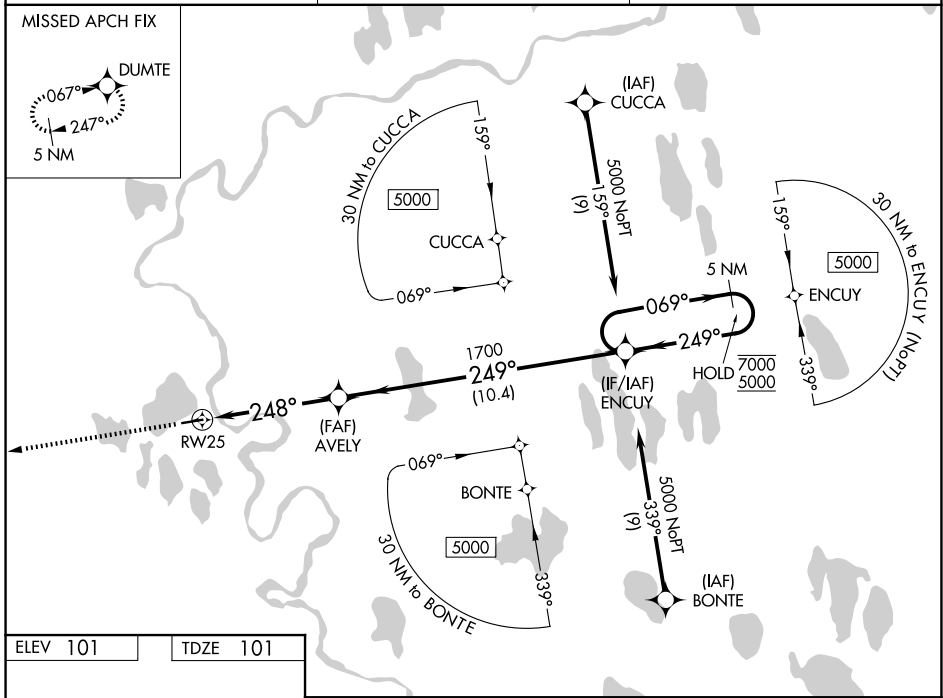 MISSED APCH FIX
DUMTE
067°
247°
5 NM
(IAF)
CUCCA
5000 NoPT
159°
(9)
30 NM to CUCCA
159°
5000
CUCCA
069°
159°
30 NM to ENCUY (NoPT)
5000
ENCUY
339°
5 NM
069°
249°
HOLD
7000
5000
(IF/IAF)
ENCUY
1700
249°
(10.4)
248°
RW25
(FAF)
AVELY
069°
BONTE
5000
339°
30 NM to BONTE
5000 NoPT
339°
(9)
(IAF)
BONTE
ELEV 101
TDZE 101